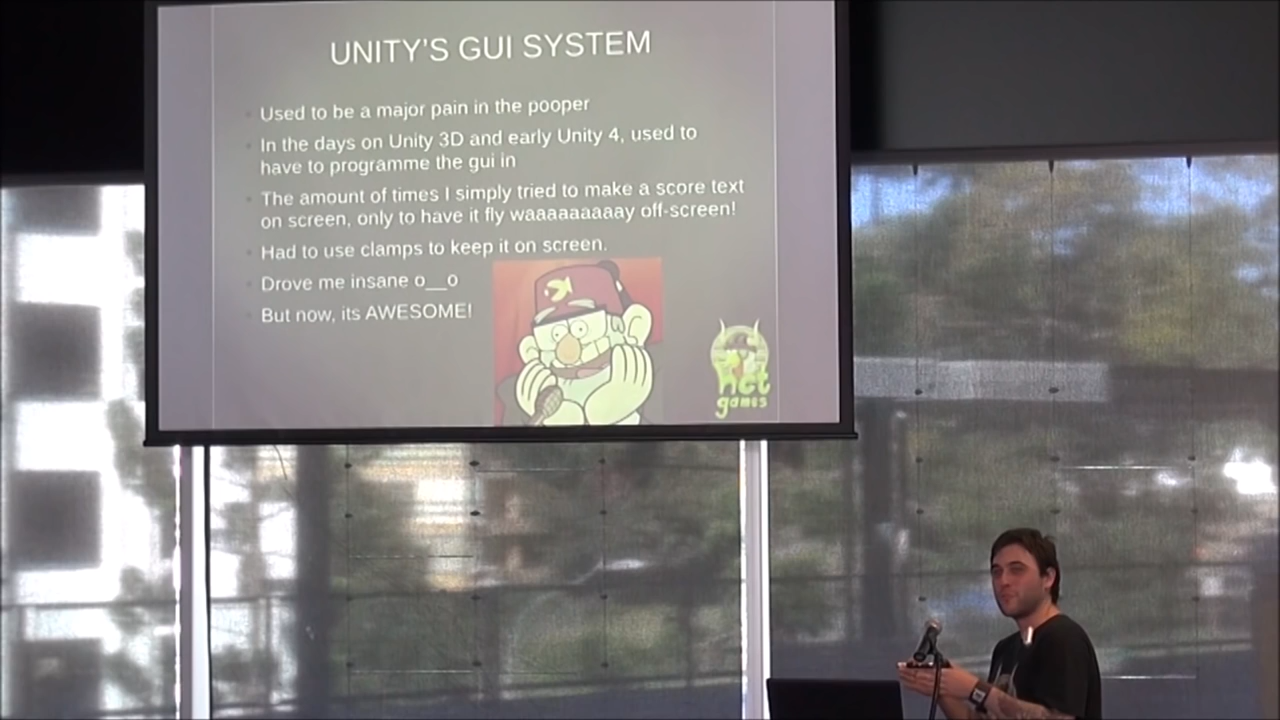 UNITY'S GUI SYSTEM
Used to be a major pain in the pooper
In the days on Unity 3D and early Unity 4, used to
have to programme the gui in
The amount of times I simply tried to make a score text
on screen, only to have it fly waaaaaaaaay off-screen!
Had to use clamps to keep it on screen.
Drove me insane o__o
But now, its AWESOME!
games